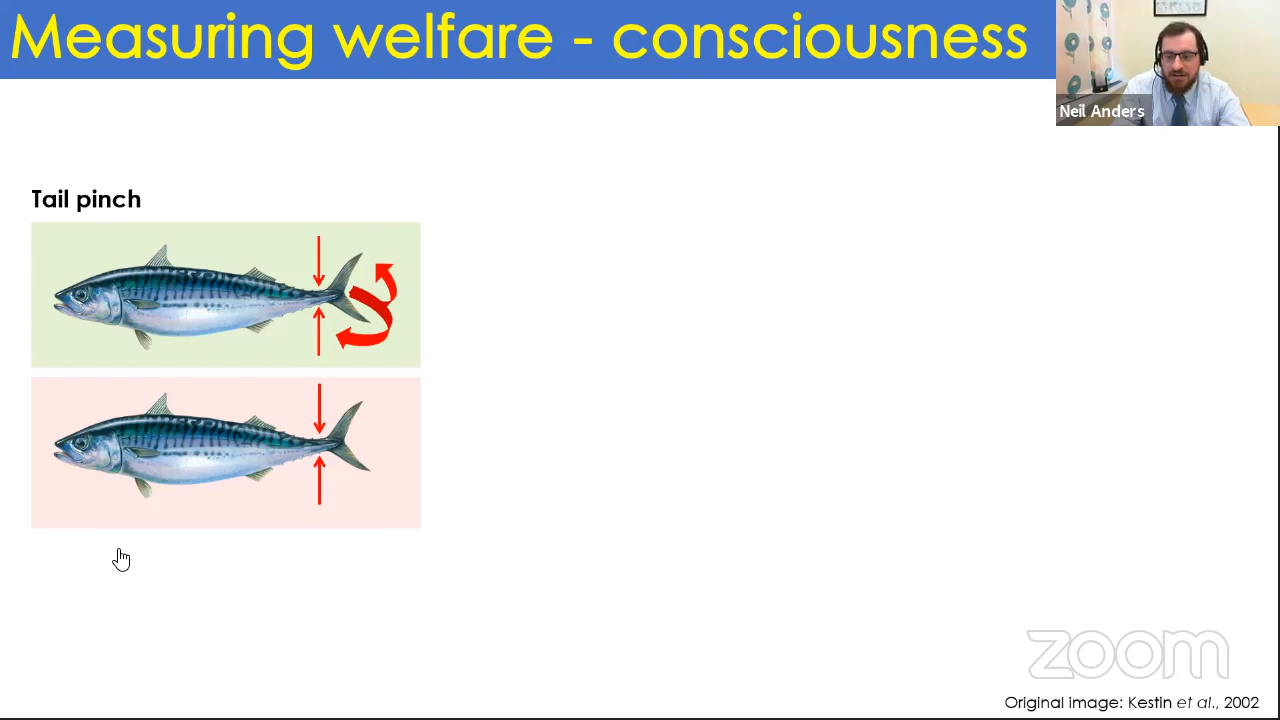 Measuring welfare - consciousness
Neil Anders
Tail pinch
zoom
Original image: Kestin et al., 2002